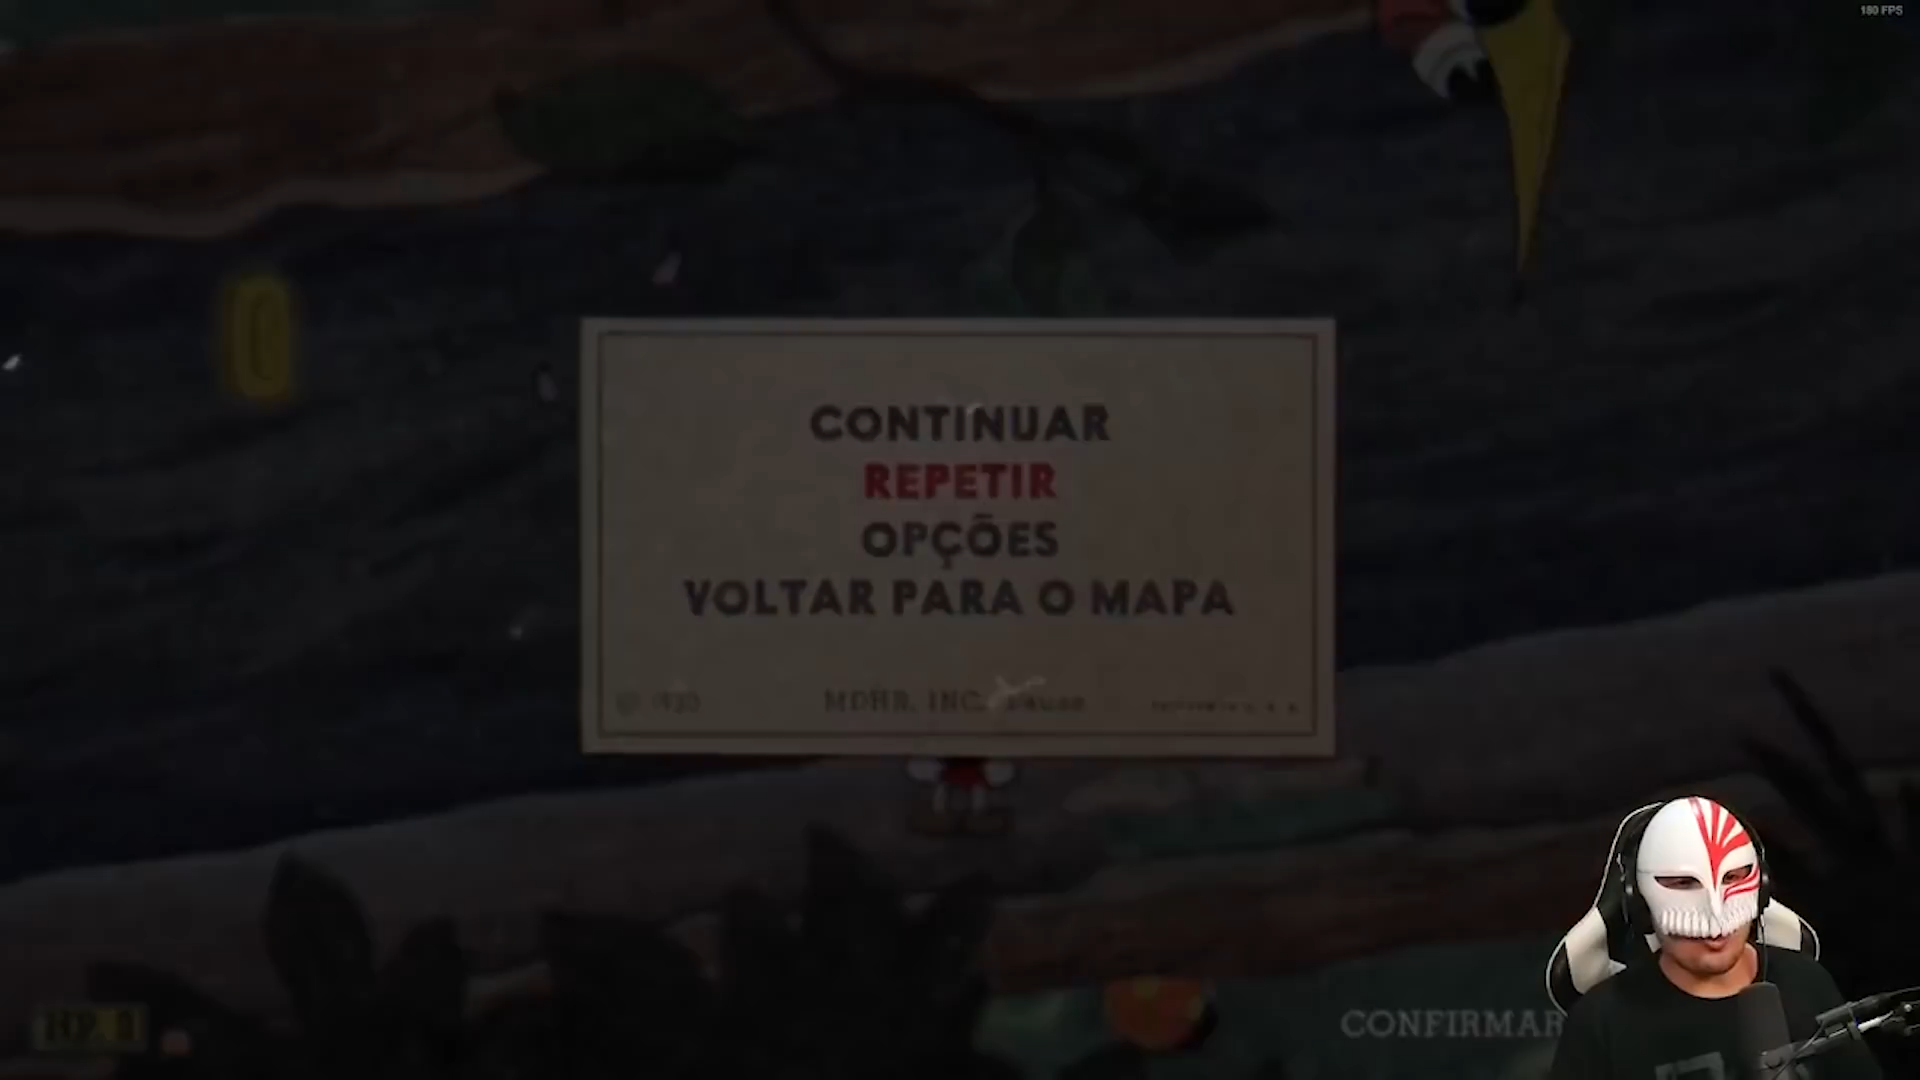 180 FPS
CONTINUAR
REPETIR
OPÇÕES
VOLTAR PARA O MAPA
MDHR. INC.
CONFIRMAR